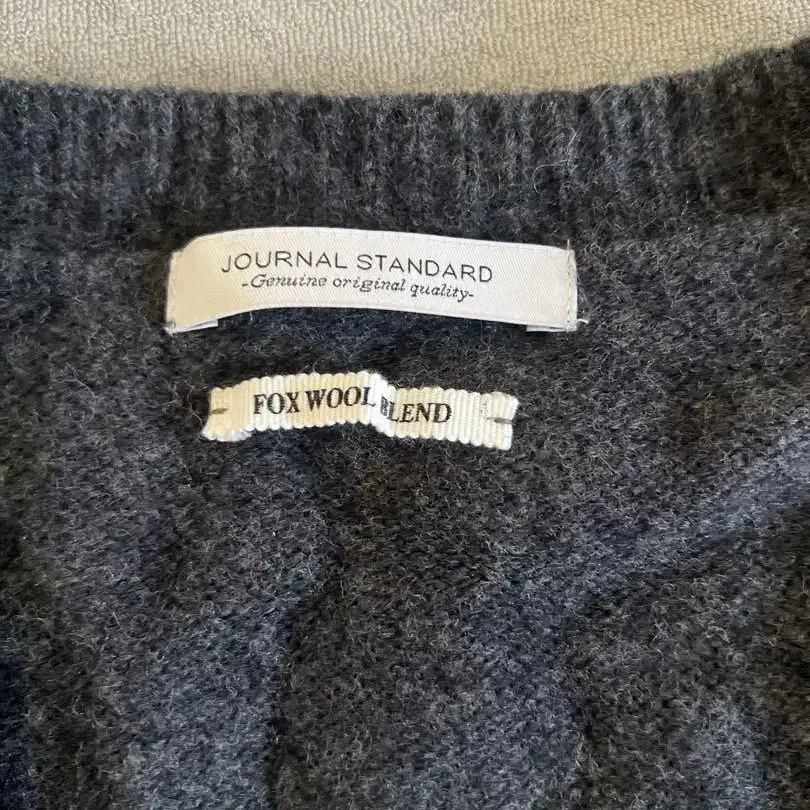 JOURNAL STANDARD
-Genuine original quality-
FOX WOOL BLEND